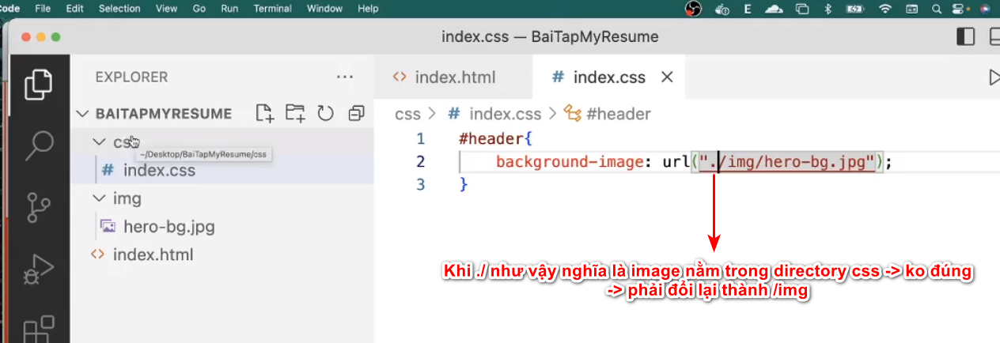 Code File Edit Selection View Go Run Terminal Window Help E
index.css — BaiTapMyResume
EXPLORER
index.html
# index.css
BAITAPMYRESUME
css > # index.css > #header
css
~/Desktop/BaiTapMyResume/css
# index.css
img
hero-bg.jpg
index.html
1 #header{
2 background-image: url("./img/hero-bg.jpg");
3 }
Khi ./ như vậy nghĩa là image nằm trong directory css -> ko đúng
-> phải đổi lại thành /img